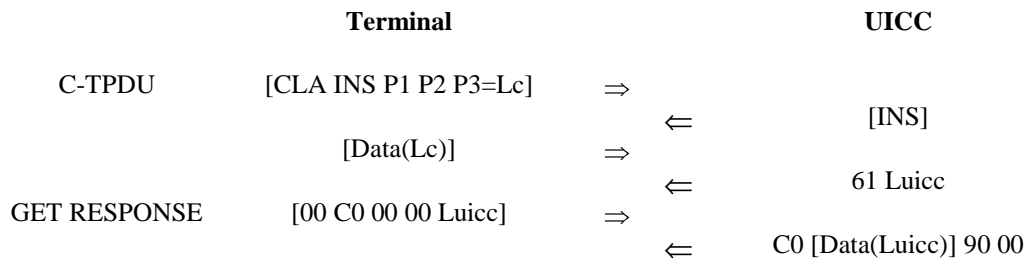 Terminal UICC
C-TPDU [CLA INS P1 P2 P3=Lc] ⇒
⇐ [INS]
[Data(Lc)] ⇒
⇐ 61 Luicc
GET RESPONSE [00 C0 00 00 Luicc] ⇒
⇐ C0 [Data(Luicc)] 90 00